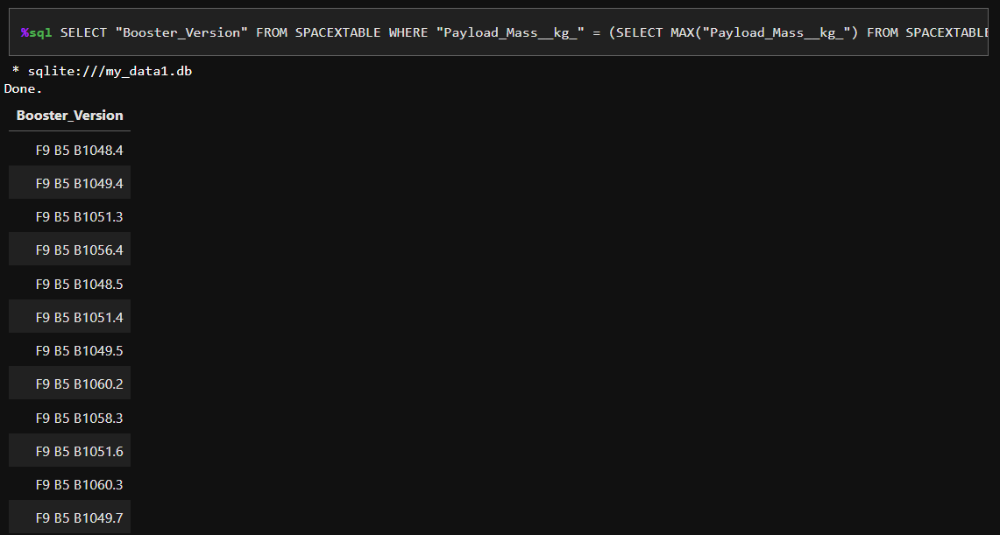 %sql SELECT "Booster_Version" FROM SPACEXTABLE WHERE "Payload_Mass__kg_" = (SELECT MAX("Payload_Mass__kg_") FROM SPACEXTABLE
* sqlite:///my_data1.db
Done.
Booster_Version
F9 B5 B1048.4
F9 B5 B1049.4
F9 B5 B1051.3
F9 B5 B1056.4
F9 B5 B1048.5
F9 B5 B1051.4
F9 B5 B1049.5
F9 B5 B1060.2
F9 B5 B1058.3
F9 B5 B1051.6
F9 B5 B1060.3
F9 B5 B1049.7